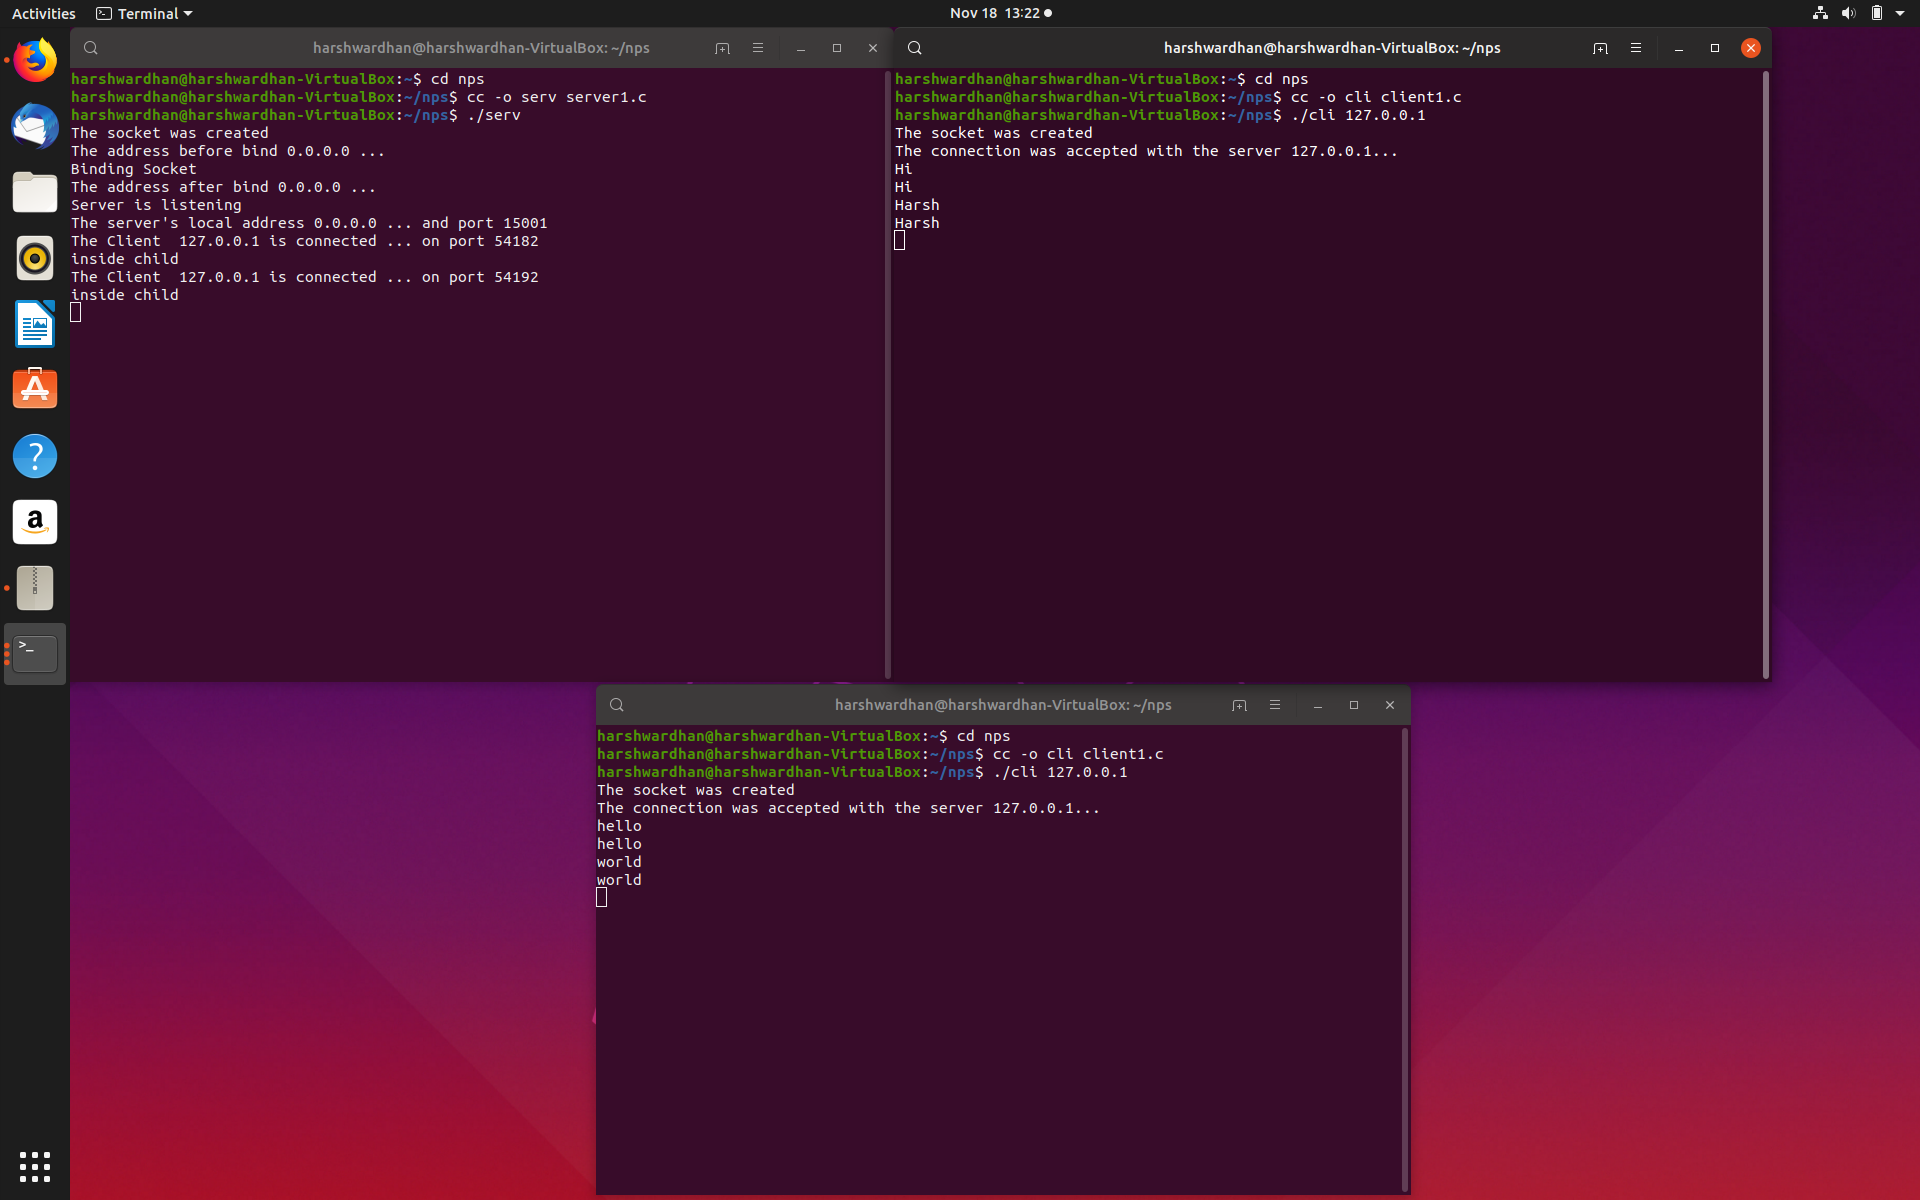 Activities
Terminal
Nov 18 13:22
harshwardhan@harshwardhan-VirtualBox: ~/nps
harshwardhan@harshwardhan-VirtualBox:~$ cd nps
harshwardhan@harshwardhan-VirtualBox:~/nps$ cc -o serv server1.c
harshwardhan@harshwardhan-VirtualBox:~/nps$ ./serv
The socket was created
The address before bind 0.0.0.0 ...
Binding Socket
The address after bind 0.0.0.0 ...
Server is listening
The server's local address 0.0.0.0 ... and port 15001
The Client  127.0.0.1 is connected ... on port 54182
inside child
The Client  127.0.0.1 is connected ... on port 54192
inside child
harshwardhan@harshwardhan-VirtualBox: ~/nps
harshwardhan@harshwardhan-VirtualBox:~$ cd nps
harshwardhan@harshwardhan-VirtualBox:~/nps$ cc -o cli client1.c
harshwardhan@harshwardhan-VirtualBox:~/nps$ ./cli 127.0.0.1
The socket was created
The connection was accepted with the server 127.0.0.1...
Hi
Hi
Harsh
Harsh
harshwardhan@harshwardhan-VirtualBox: ~/nps
harshwardhan@harshwardhan-VirtualBox:~$ cd nps
harshwardhan@harshwardhan-VirtualBox:~/nps$ cc -o cli client1.c
harshwardhan@harshwardhan-VirtualBox:~/nps$ ./cli 127.0.0.1
The socket was created
The connection was accepted with the server 127.0.0.1...
hello
hello
world
world